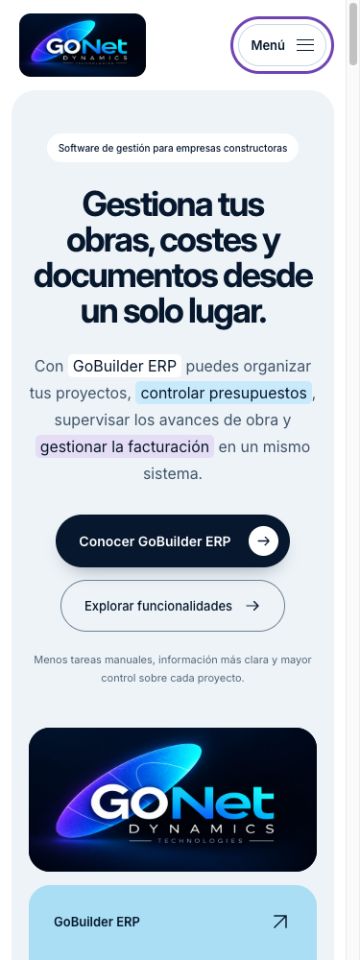 GONet
DYNAMICS
TECHNOLOGIES
Menú
Software de gestión para empresas constructoras
Gestiona tus
obras, costes y
documentos desde
un solo lugar.
Con GoBuilder ERP puedes organizar
tus proyectos, controlar presupuestos,
supervisar los avances de obra y
gestionar la facturación en un mismo
sistema.
Conocer GoBuilder ERP
Explorar funcionalidades
Menos tareas manuales, información más clara y mayor
control sobre cada proyecto.
GONet
DYNAMICS
TECHNOLOGIES
GoBuilder ERP